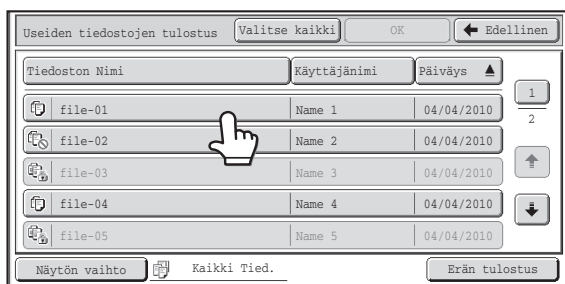 Useiden tiedostojen tulostus Valitse kaikki OK Edellinen
Tiedoston Nimi Käyttäjänimi Päiväys
file-01 Name 1 04/04/2010
1
2
file-02 Name 2 04/04/2010
file-03 Name 3 04/04/2010
file-04 Name 4 04/04/2010
file-05 Name 5 04/04/2010
Näytön vaihto Kaikki Tied. Erän tulostus